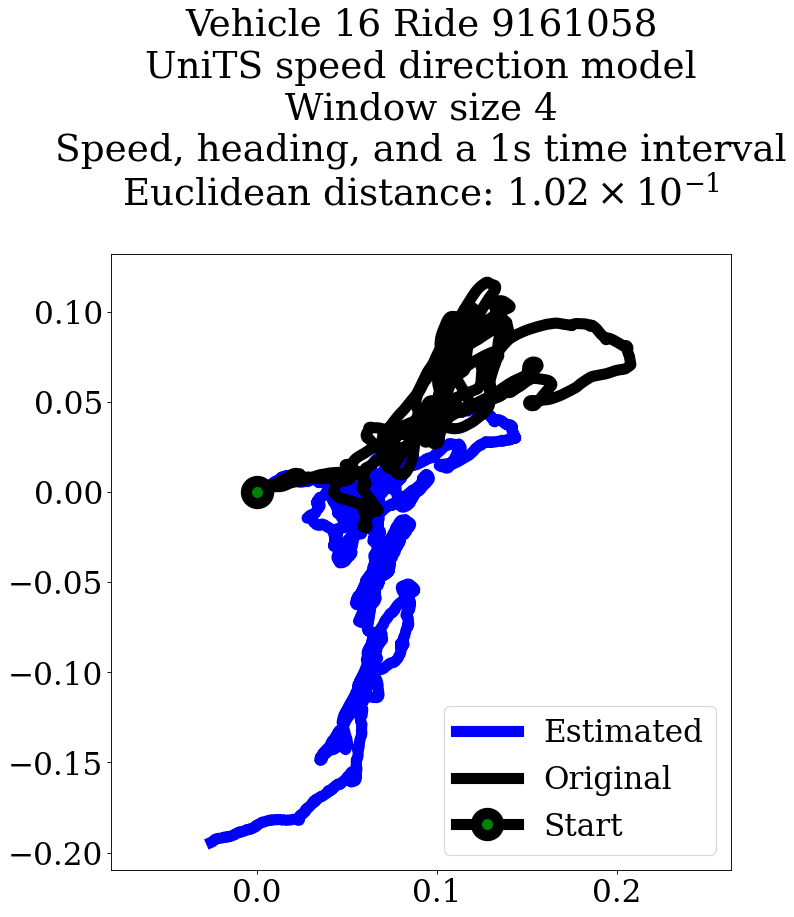 Vehicle 16 Ride 9161058
UniTS speed direction model
Window size 4
Speed, heading, and a 1s time interval
Euclidean distance: 1.02 × 10⁻¹
0.10
0.05
0.00
−0.05
−0.10
−0.15
−0.20
0.0 0.1 0.2
Estimated
Original
Start